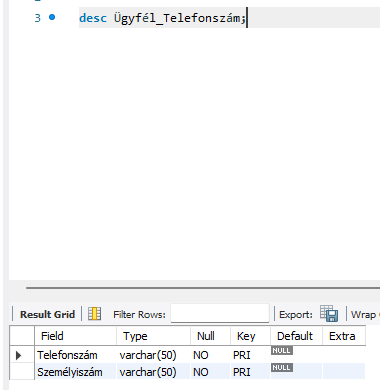 3 desc Ügyfél_Telefonszám;
Result Grid Filter Rows: Export: Wrap
Field Type Null Key Default Extra
Telefonszám varchar(50) NO PRI NULL
Személyiszám varchar(50) NO PRI NULL